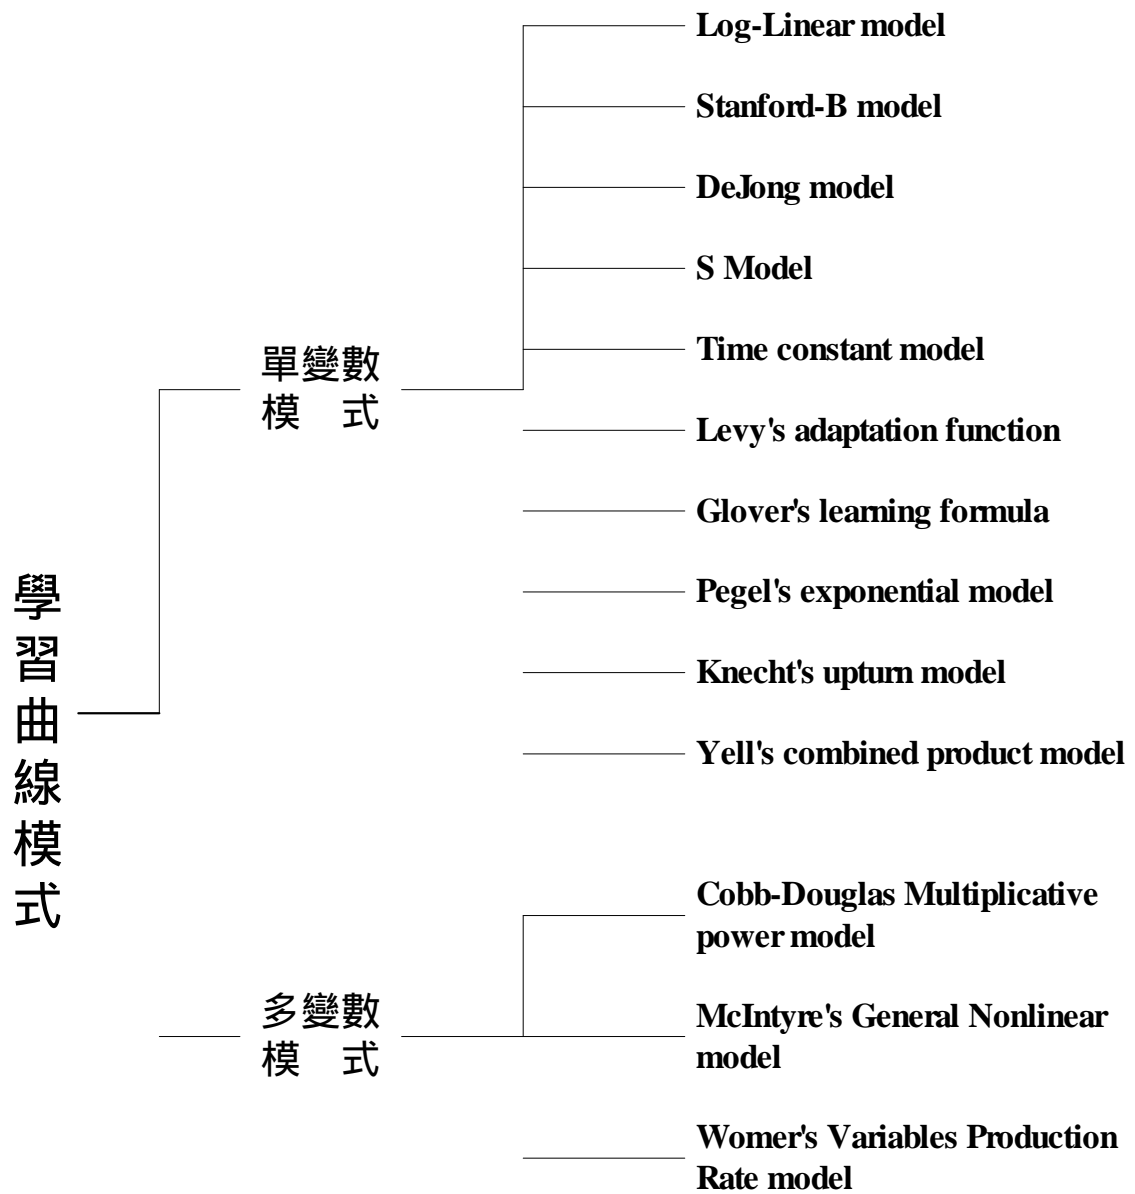 學
習
曲
線
模
式
單變數
模　式
Log-Linear model
Stanford-B model
DeJong model
S Model
Time constant model
Levy's adaptation function
Glover's learning formula
Pegel's exponential model
Knecht's upturn model
Yell's combined product model
多變數
模　式
Cobb-Douglas Multiplicative
power model
McIntyre's General Nonlinear
model
Womer's Variables Production
Rate model